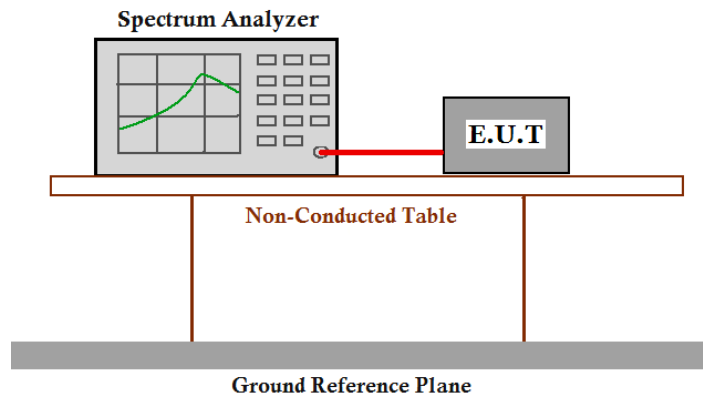 Spectrum Analyzer
E.U.T
Non-Conducted Table
Ground Reference Plane